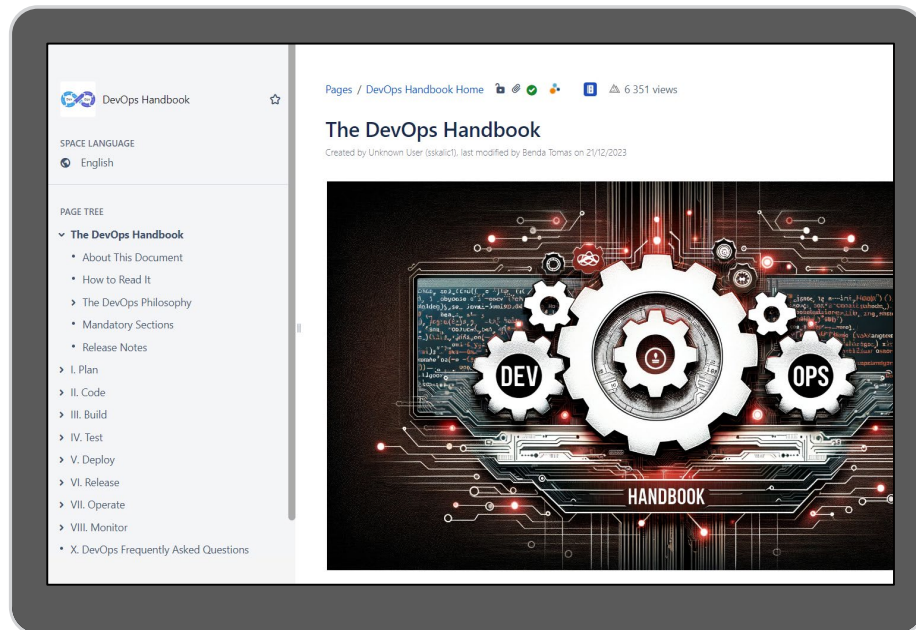 DevOps Handbook
SPACE LANGUAGE
English
PAGE TREE
The DevOps Handbook
About This Document
How to Read It
The DevOps Philosophy
Mandatory Sections
Release Notes
I. Plan
II. Code
III. Build
IV. Test
V. Deploy
VI. Release
VII. Operate
VIII. Monitor
X. DevOps Frequently Asked Questions
Pages / DevOps Handbook Home 6 351 views
The DevOps Handbook
Created by Unknown User (sskalic1), last modified by Benda Tomas on 21/12/2023
DEV
OPS
HANDBOOK